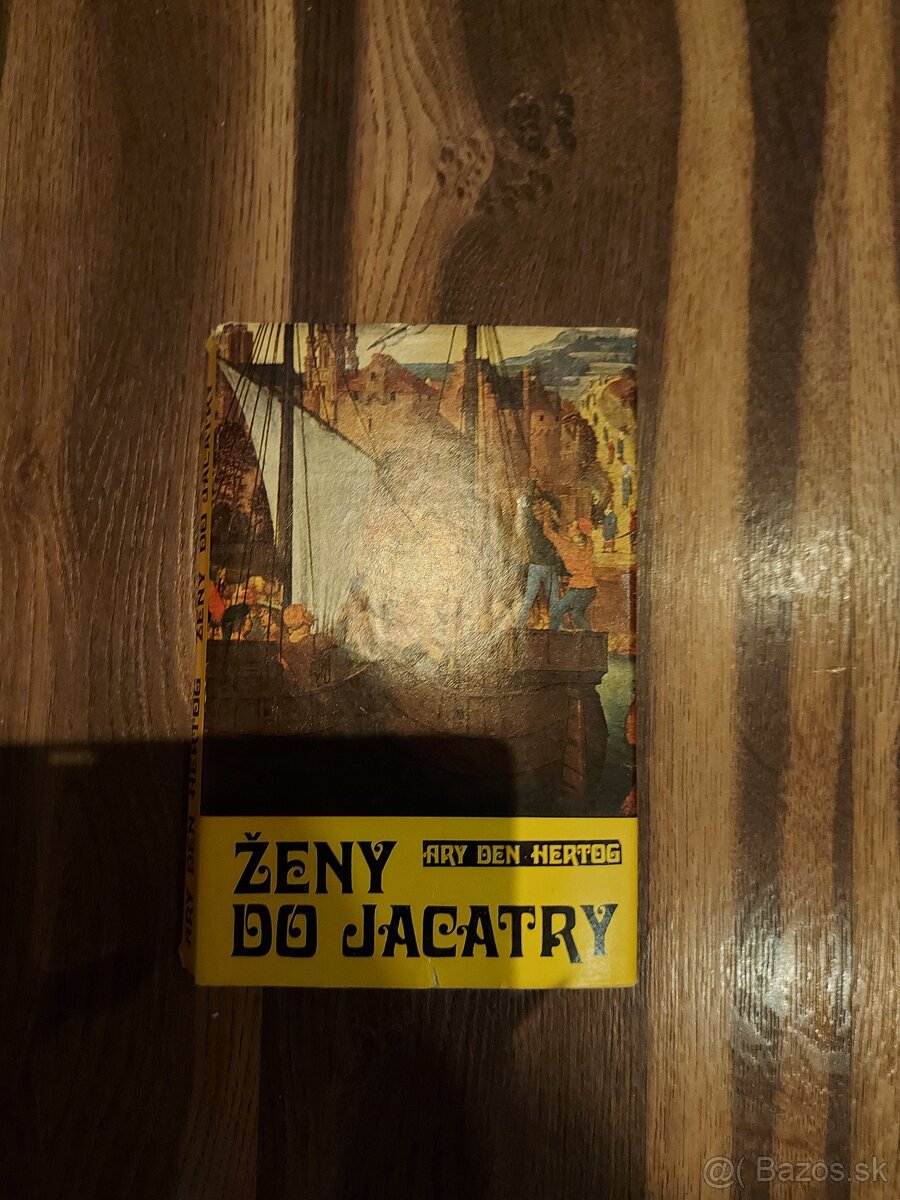 ŽENY
ARY DEN HERTOG
DO JACATRY
ARY DEN HERTOG ŽENY DO JACATRY
@( Bazos.sk